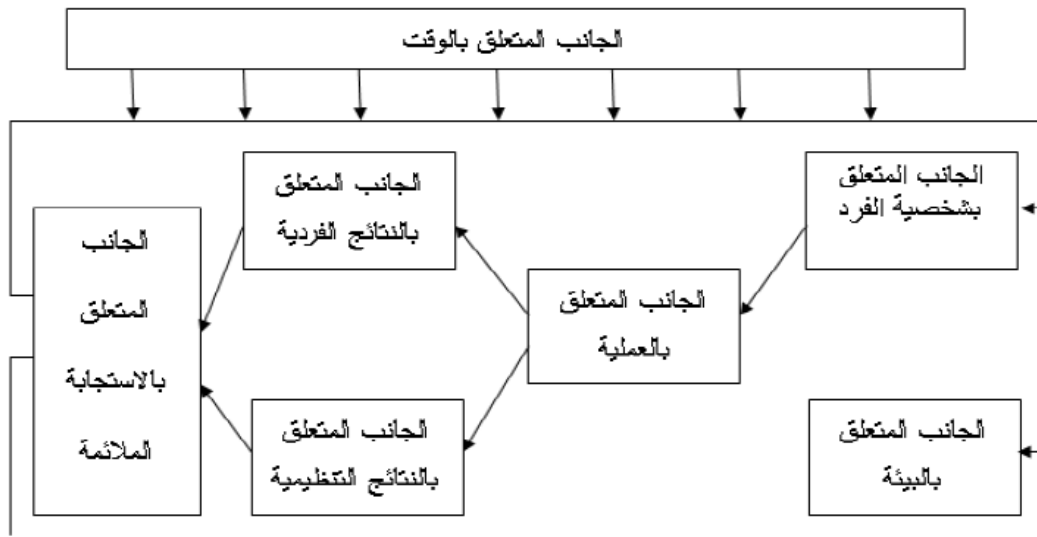 الجانب المتعلق بالوقت
الجانب المتعلق
بشخصية الفرد
الجانب المتعلق
بالبيئة
الجانب المتعلق
بالعملية
الجانب المتعلق
بالنتائج الفردية
الجانب المتعلق
بالنتائج التنظيمية
الجانب
المتعلق
بالاستجابة
الملائمة